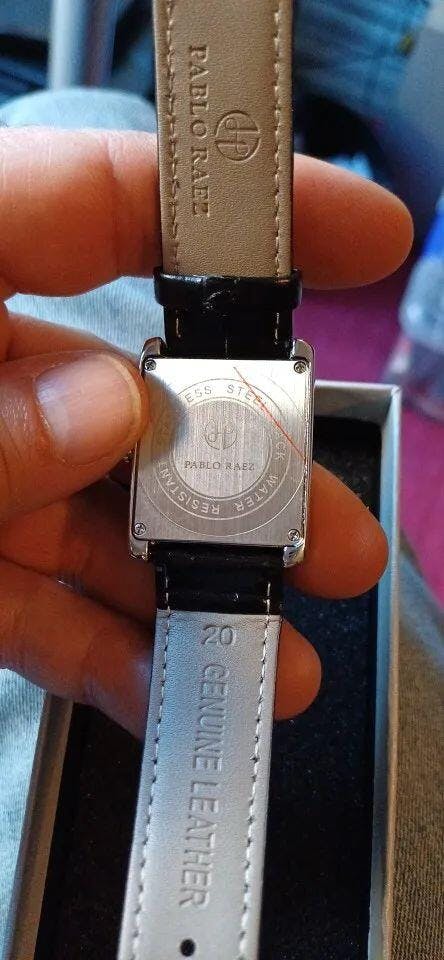 PABLO RAEZ
STEEL
WATER RESISTANT
PABLO RAEZ
20
GENUINE LEATHER